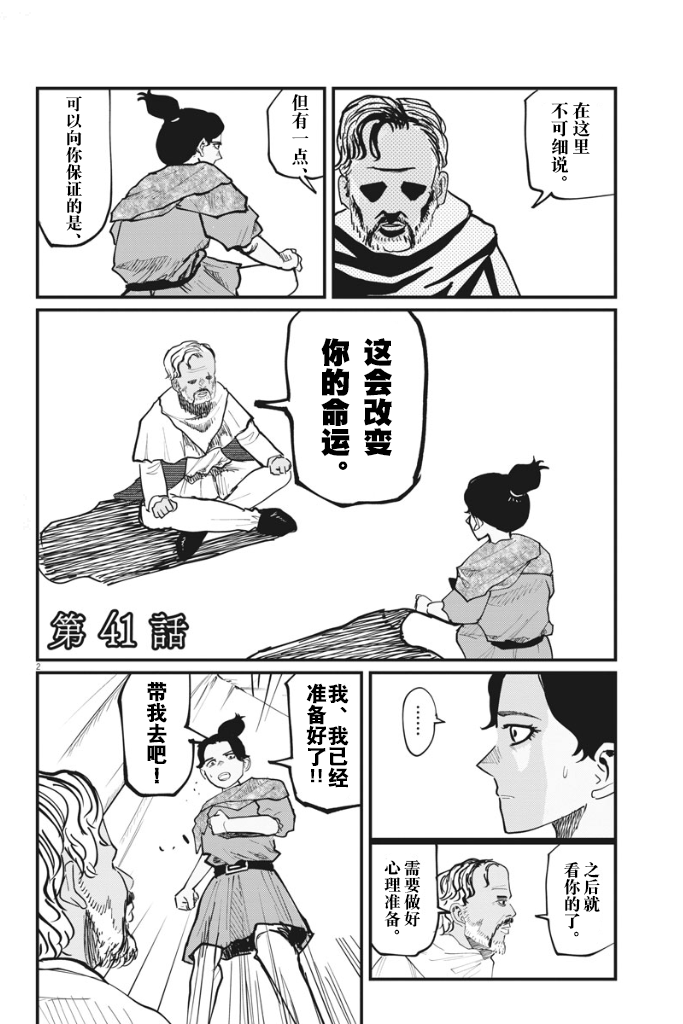 在这里
不可细说。
但有一点、
可以向你保证的是、
这会改变
你的命运。
第41話
2
……
之后就
看你的了。
需要做好
心理准备。
我、我已经
准备好了!!
带我去吧！